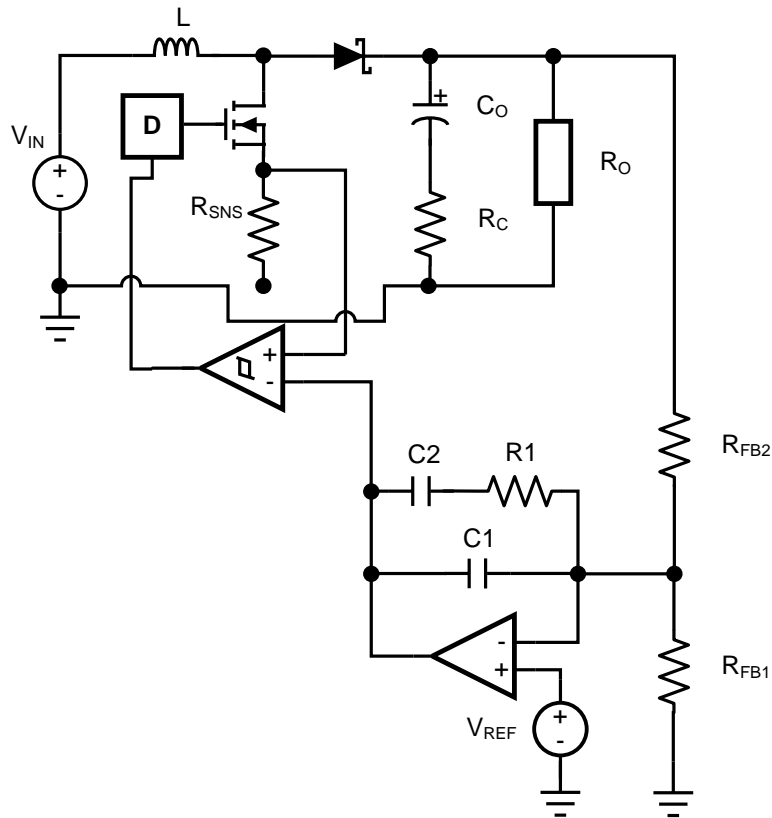 L
D
V_IN
+
-
R_SNS
+
C_O
R_C
R_O
+
-
C2
R1
C1
R_FB2
-
+
V_REF
+
-
R_FB1